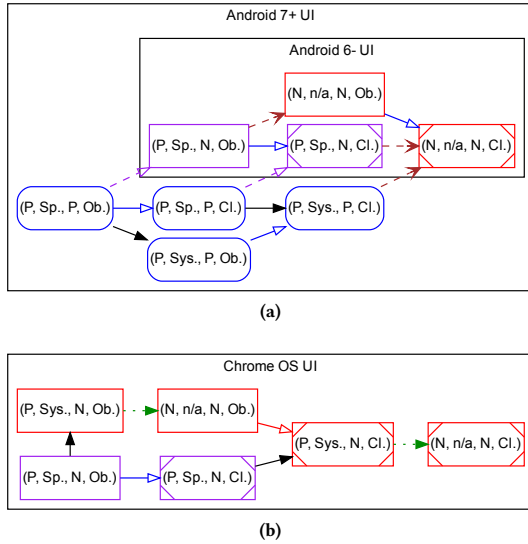 Android 7+ UI
Android 6- UI
(N, n/a, N, Ob.)
(P, Sp., N, Ob.) (P, Sp., N, Cl.) (N, n/a, N, Cl.)
(P, Sp., P, Ob.) (P, Sp., P, Cl.) (P, Sys., P, Cl.)
(P, Sys., P, Ob.)
(a)
Chrome OS UI
(P, Sys., N, Ob.) (N, n/a, N, Ob.)
(P, Sys., N, Cl.) (N, n/a, N, Cl.)
(P, Sp., N, Ob.) (P, Sp., N, Cl.)
(b)